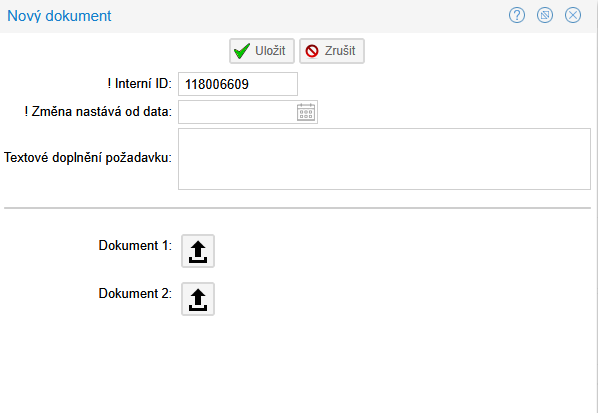 Nový dokument
Uložit Zrušit
! Interní ID: 118006609
! Změna nastává od data:
Textové doplnění požadavku:
Dokument 1:
Dokument 2: